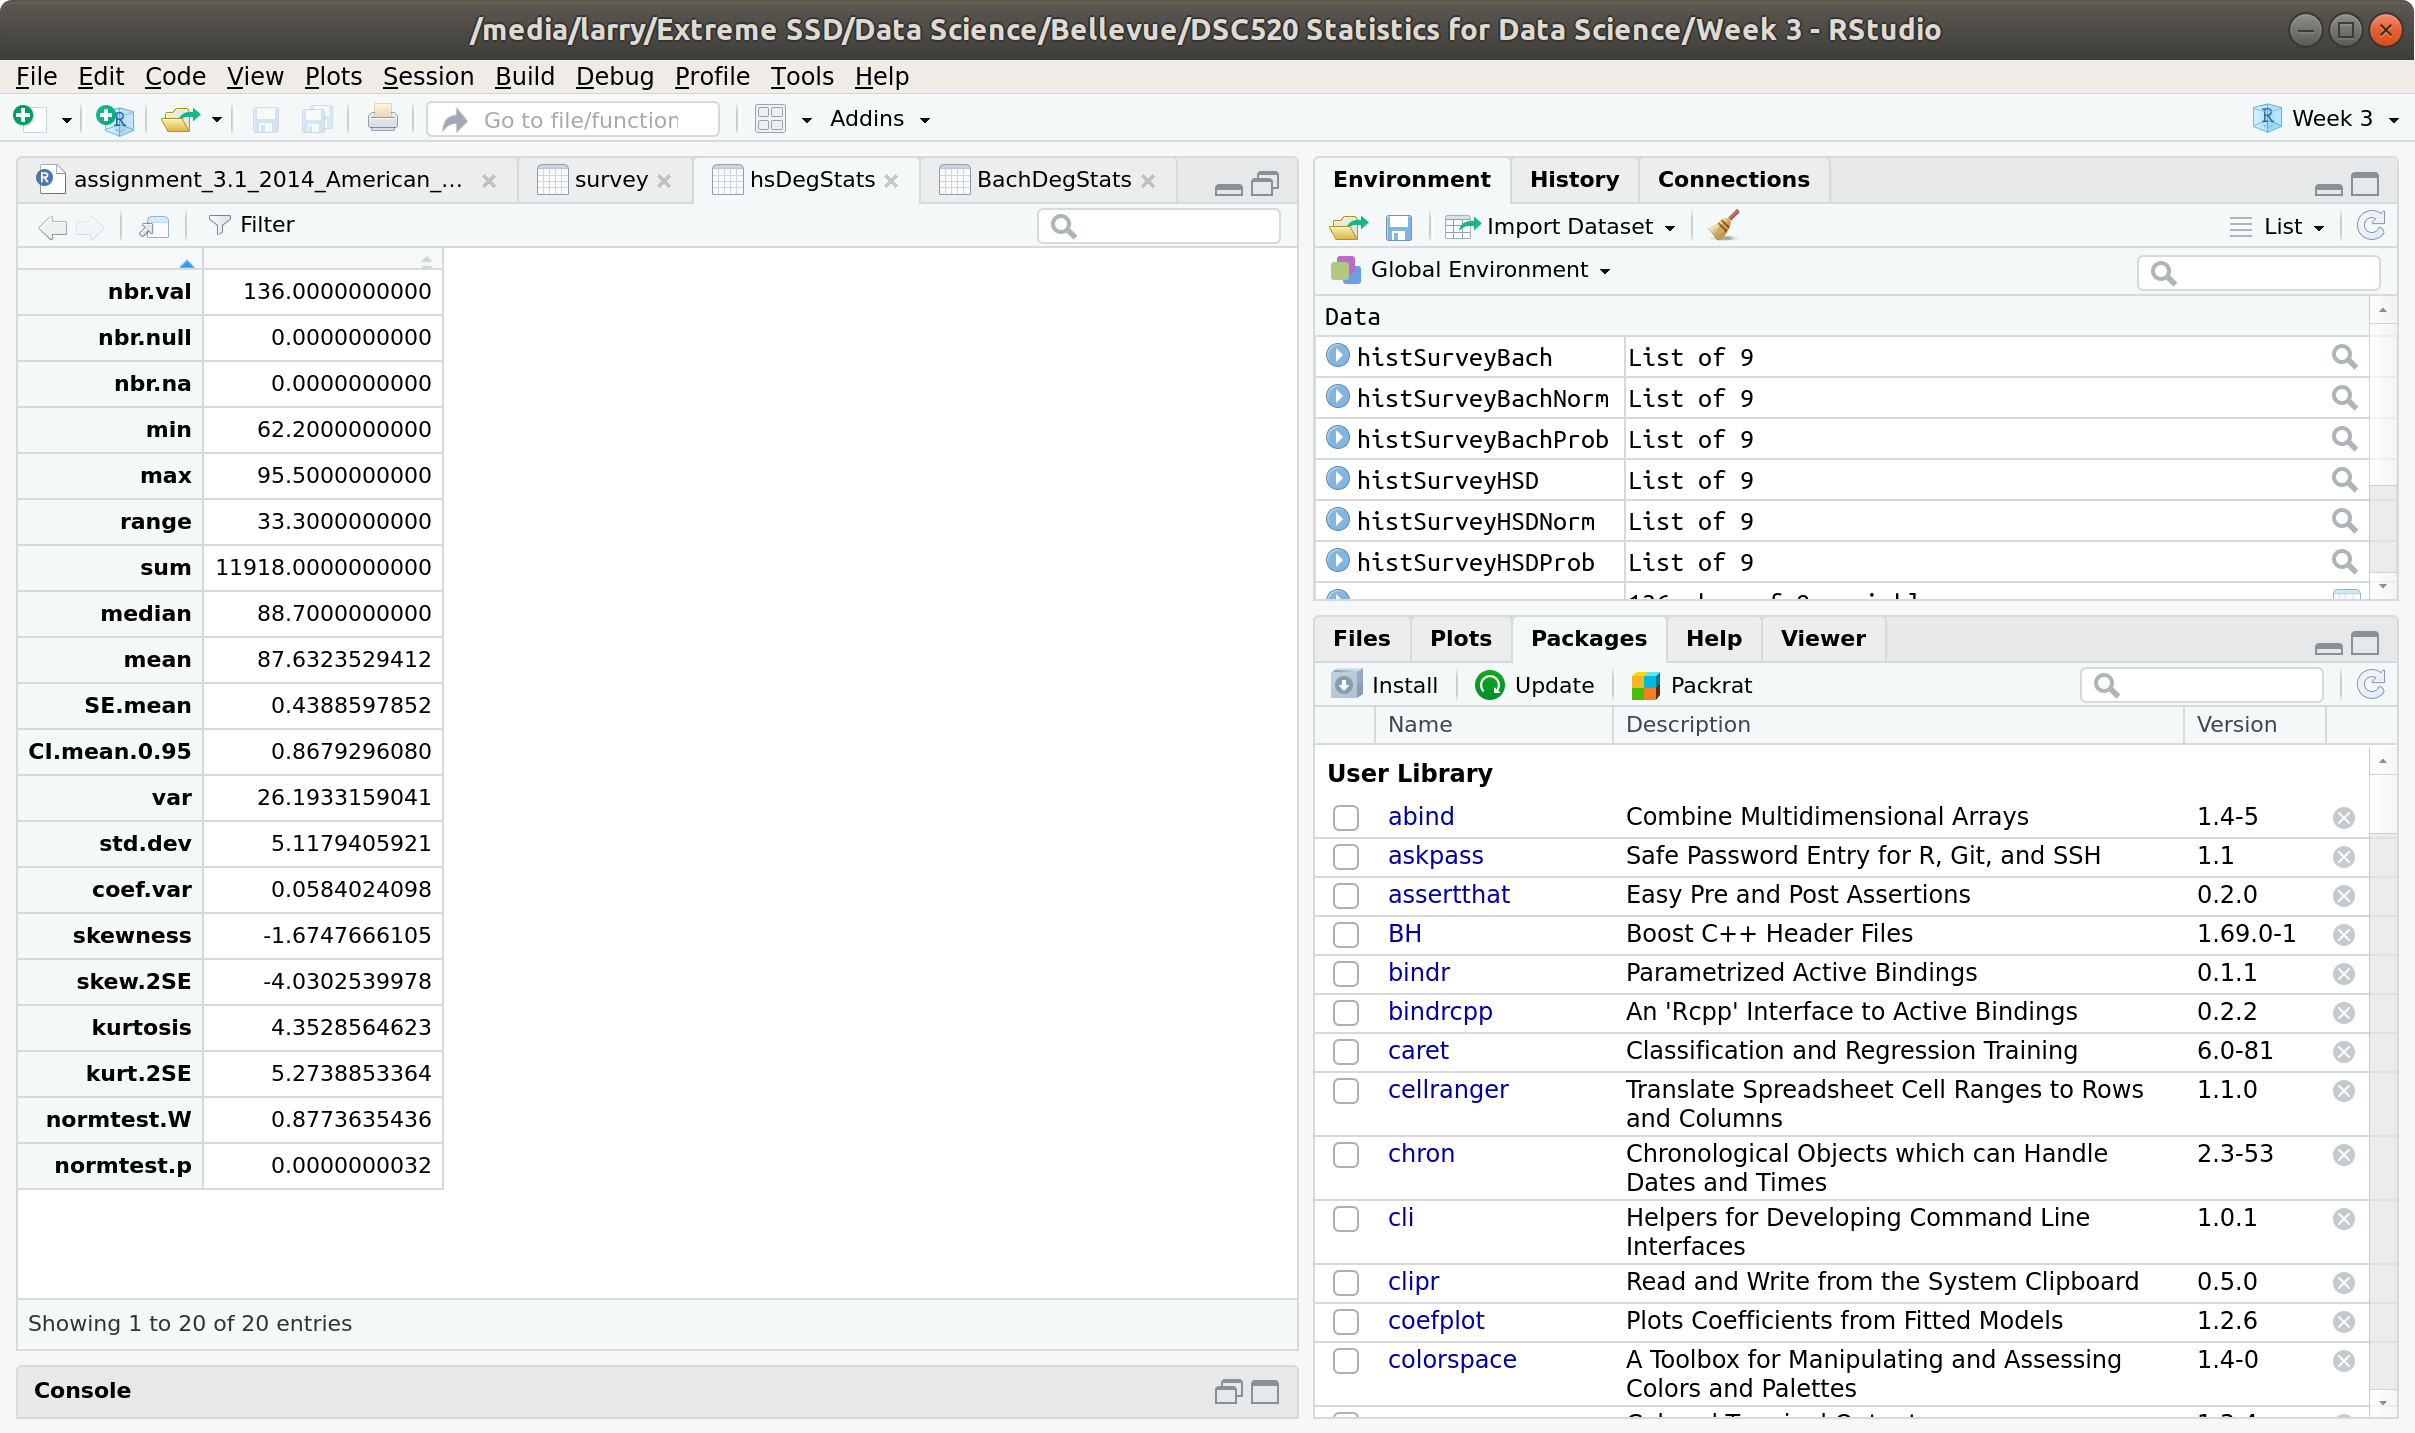 /media/larry/Extreme SSD/Data Science/Bellevue/DSC520 Statistics for Data Science/Week 3 - RStudio
File Edit Code View Plots Session Build Debug Profile Tools Help
Go to file/function Addins Week 3
assignment_3.1_2014_American_... survey hsDegStats BachDegStats
Filter
nbr.val 136.0000000000
nbr.null 0.0000000000
nbr.na 0.0000000000
min 62.2000000000
max 95.5000000000
range 33.3000000000
sum 11918.0000000000
median 88.7000000000
mean 87.6323529412
SE.mean 0.4388597852
CI.mean.0.95 0.8679296080
var 26.1933159041
std.dev 5.1179405921
coef.var 0.0584024098
skewness -1.6747666105
skew.2SE -4.0302539978
kurtosis 4.3528564623
kurt.2SE 5.2738853364
normtest.W 0.8773635436
normtest.p 0.0000000032
Showing 1 to 20 of 20 entries
Console
Environment History Connections
Import Dataset List
Global Environment
Data
histSurveyBach List of 9
histSurveyBachNorm List of 9
histSurveyBachProb List of 9
histSurveyHSD List of 9
histSurveyHSDNorm List of 9
histSurveyHSDProb List of 9
Files Plots Packages Help Viewer
Install Update Packrat
Name Description Version
User Library
abind Combine Multidimensional Arrays 1.4-5
askpass Safe Password Entry for R, Git, and SSH 1.1
assertthat Easy Pre and Post Assertions 0.2.0
BH Boost C++ Header Files 1.69.0-1
bindr Parametrized Active Bindings 0.1.1
bindrcpp An 'Rcpp' Interface to Active Bindings 0.2.2
caret Classification and Regression Training 6.0-81
cellranger Translate Spreadsheet Cell Ranges to Rows 1.1.0
and Columns
chron Chronological Objects which can Handle 2.3-53
Dates and Times
cli Helpers for Developing Command Line 1.0.1
Interfaces
clipr Read and Write from the System Clipboard 0.5.0
coefplot Plots Coefficients from Fitted Models 1.2.6
colorspace A Toolbox for Manipulating and Assessing 1.4-0
Colors and Palettes